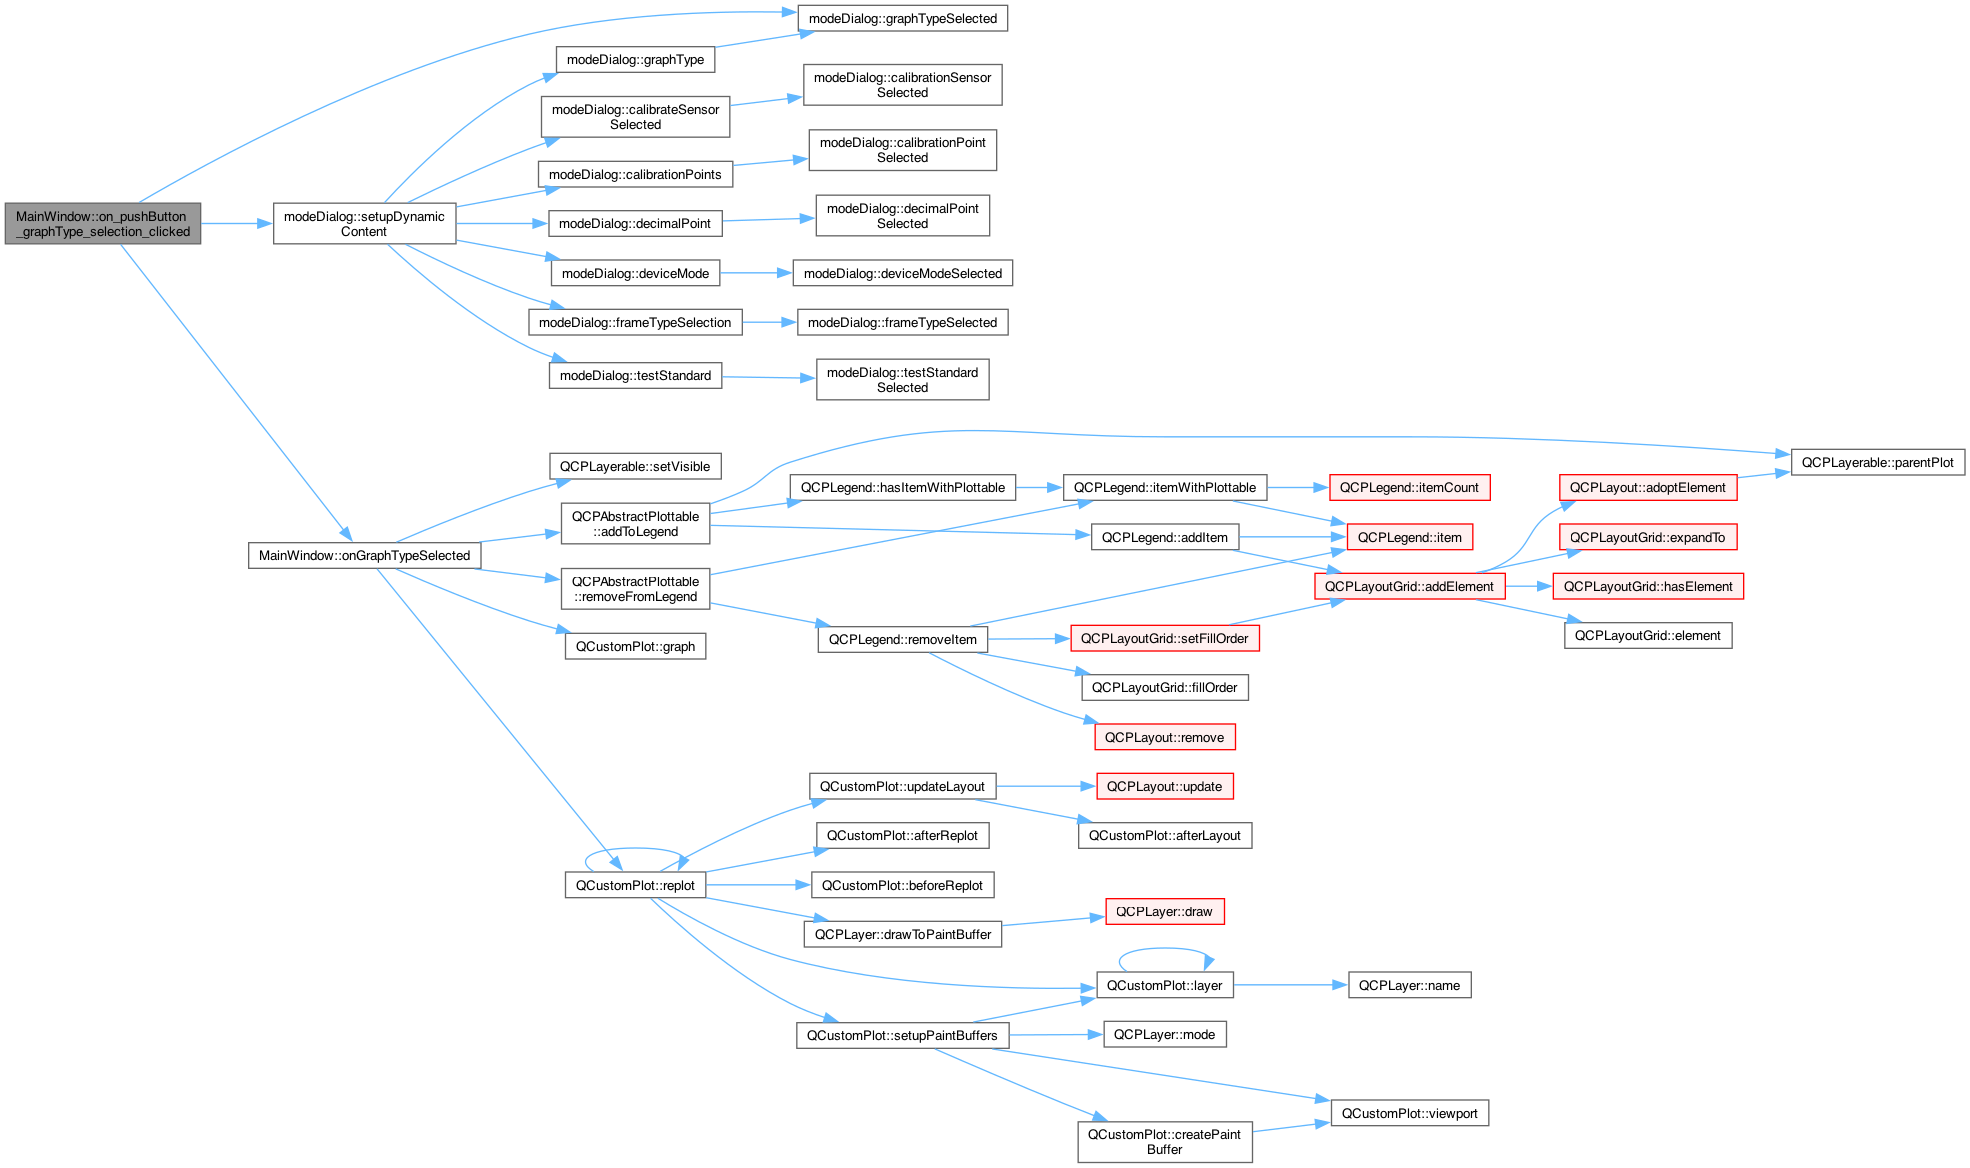 MainWindow::on_pushButton
_graphType_selection_clicked
modeDialog::graphTypeSelected
modeDialog::setupDynamic
Content
modeDialog::graphType
modeDialog::calibrateSensor
Selected
modeDialog::calibrationSensor
Selected
modeDialog::calibrationPoints
modeDialog::calibrationPoint
Selected
modeDialog::decimalPoint
modeDialog::decimalPoint
Selected
modeDialog::deviceMode
modeDialog::deviceModeSelected
modeDialog::frameTypeSelection
modeDialog::frameTypeSelected
modeDialog::testStandard
modeDialog::testStandard
Selected
MainWindow::onGraphTypeSelected
QCPLayerable::setVisible
QCPAbstractPlottable
::addToLegend
QCPLegend::hasItemWithPlottable
QCPLegend::itemWithPlottable
QCPLegend::itemCount
QCPLegend::item
QCPLegend::addItem
QCPLayoutGrid::addElement
QCPLayout::adoptElement
QCPLayerable::parentPlot
QCPLayoutGrid::expandTo
QCPLayoutGrid::hasElement
QCPLayoutGrid::element
QCPAbstractPlottable
::removeFromLegend
QCPLegend::removeItem
QCPLayoutGrid::setFillOrder
QCPLayoutGrid::fillOrder
QCPLayout::remove
QCustomPlot::graph
QCustomPlot::replot
QCustomPlot::updateLayout
QCPLayout::update
QCustomPlot::afterLayout
QCustomPlot::afterReplot
QCustomPlot::beforeReplot
QCPLayer::drawToPaintBuffer
QCPLayer::draw
QCustomPlot::layer
QCPLayer::name
QCustomPlot::setupPaintBuffers
QCPLayer::mode
QCustomPlot::viewport
QCustomPlot::createPaint
Buffer